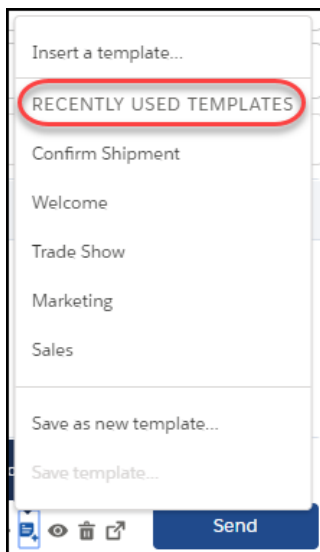 Insert a template...
RECENTLY USED TEMPLATES
Confirm Shipment
Welcome
Trade Show
Marketing
Sales
Save as new template...
Save template...
Send